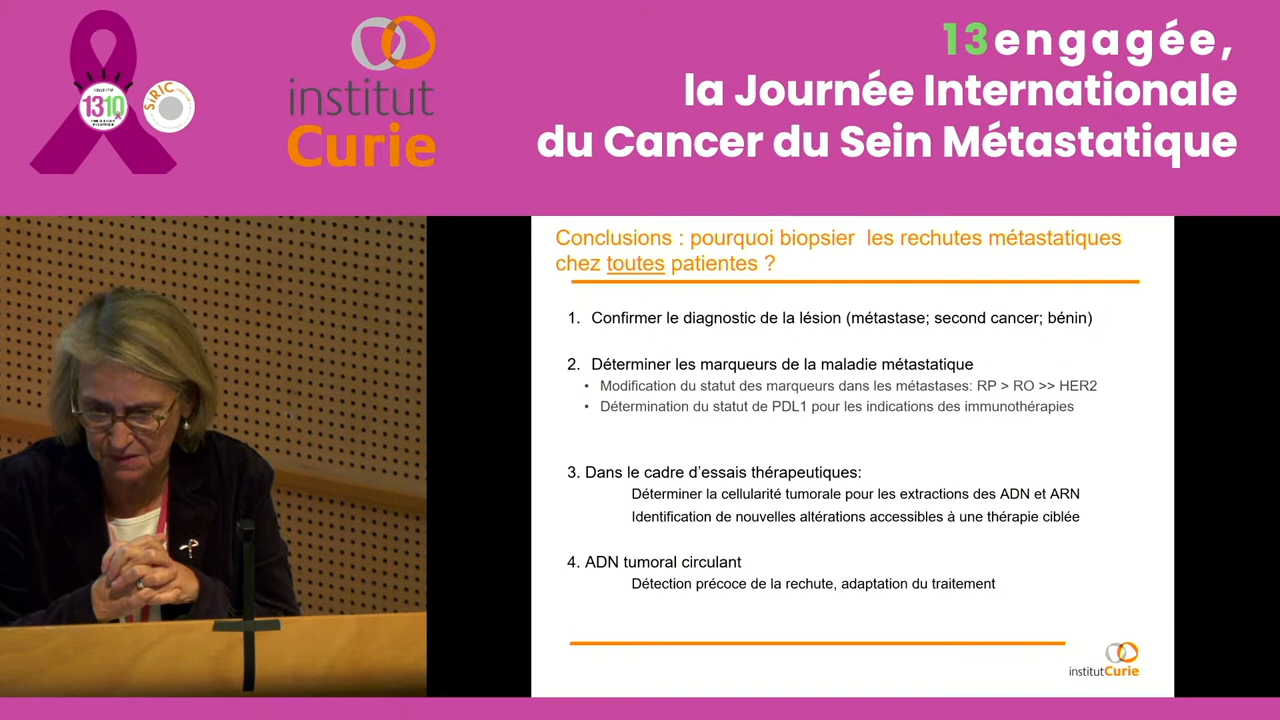 1310
SiRIC
institut
Curie
13engagée,
la Journée Internationale
du Cancer du Sein Métastatique
Conclusions : pourquoi biopsier les rechutes métastatiques
chez toutes patientes ?
1. Confirmer le diagnostic de la lésion (métastase; second cancer; bénin)
2. Déterminer les marqueurs de la maladie métastatique
• Modification du statut des marqueurs dans les métastases: RP > RO >> HER2
• Détermination du statut de PDL1 pour les indications des immunothérapies
3. Dans le cadre d’essais thérapeutiques:
Déterminer la cellularité tumorale pour les extractions des ADN et ARN
Identification de nouvelles altérations accessibles à une thérapie ciblée
4. ADN tumoral circulant
Détection précoce de la rechute, adaptation du traitement
institutCurie